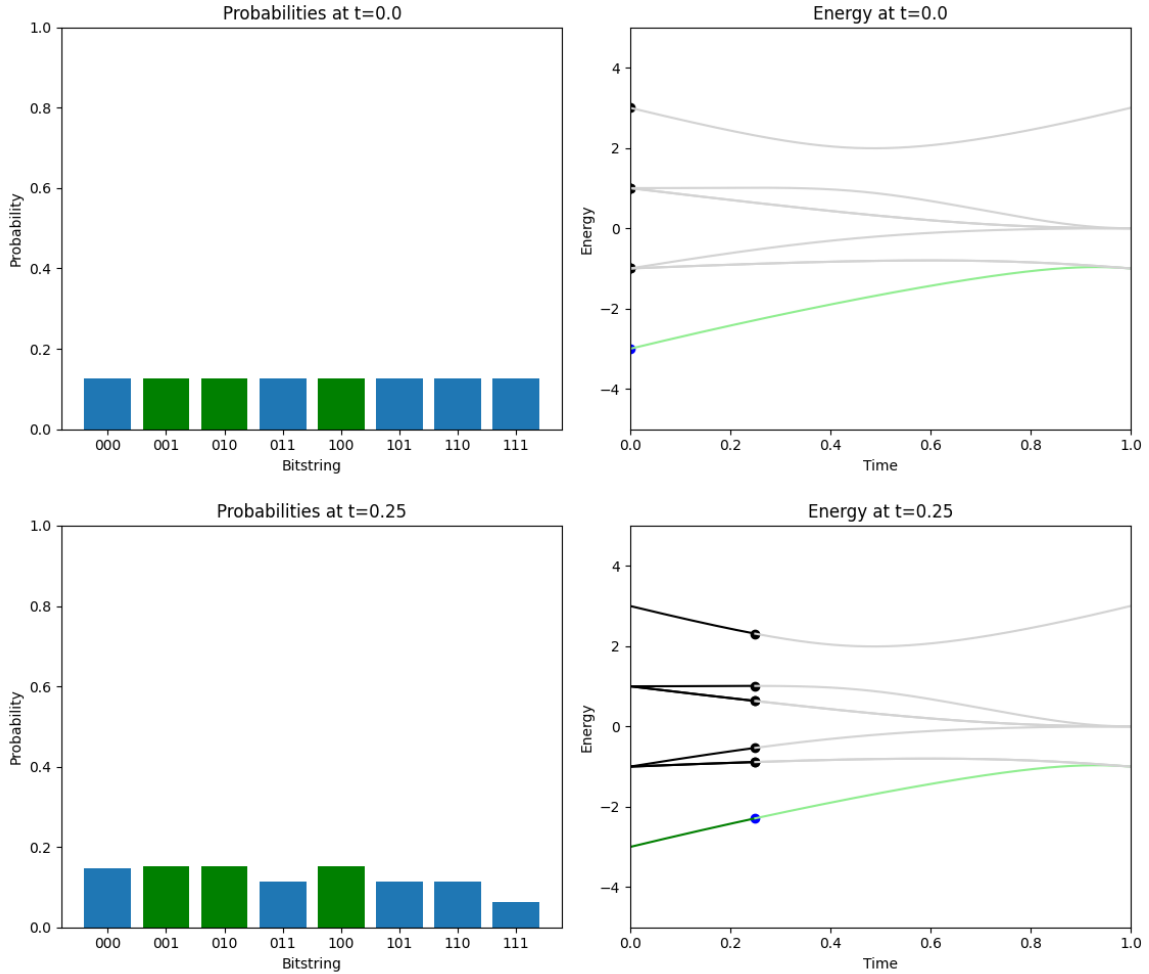 Probabilities at t=0.0
1.0
0.8
0.6
0.4
0.2
0.0
Probability
000 001 010 011 100 101 110 111
Bitstring
Energy at t=0.0
4
2
0
−2
−4
Energy
0.0 0.2 0.4 0.6 0.8 1.0
Time
Probabilities at t=0.25
1.0
0.8
0.6
0.4
0.2
0.0
Probability
000 001 010 011 100 101 110 111
Bitstring
Energy at t=0.25
4
2
0
−2
−4
Energy
0.0 0.2 0.4 0.6 0.8 1.0
Time